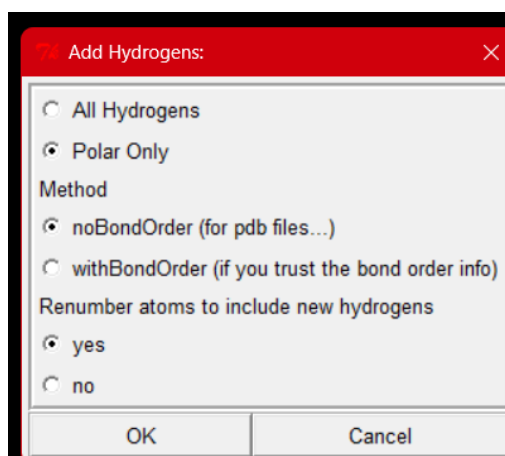 Add Hydrogens:
All Hydrogens
Polar Only
Method
noBondOrder (for pdb files...)
withBondOrder (if you trust the bond order info)
Renumber atoms to include new hydrogens
yes
no
OK Cancel